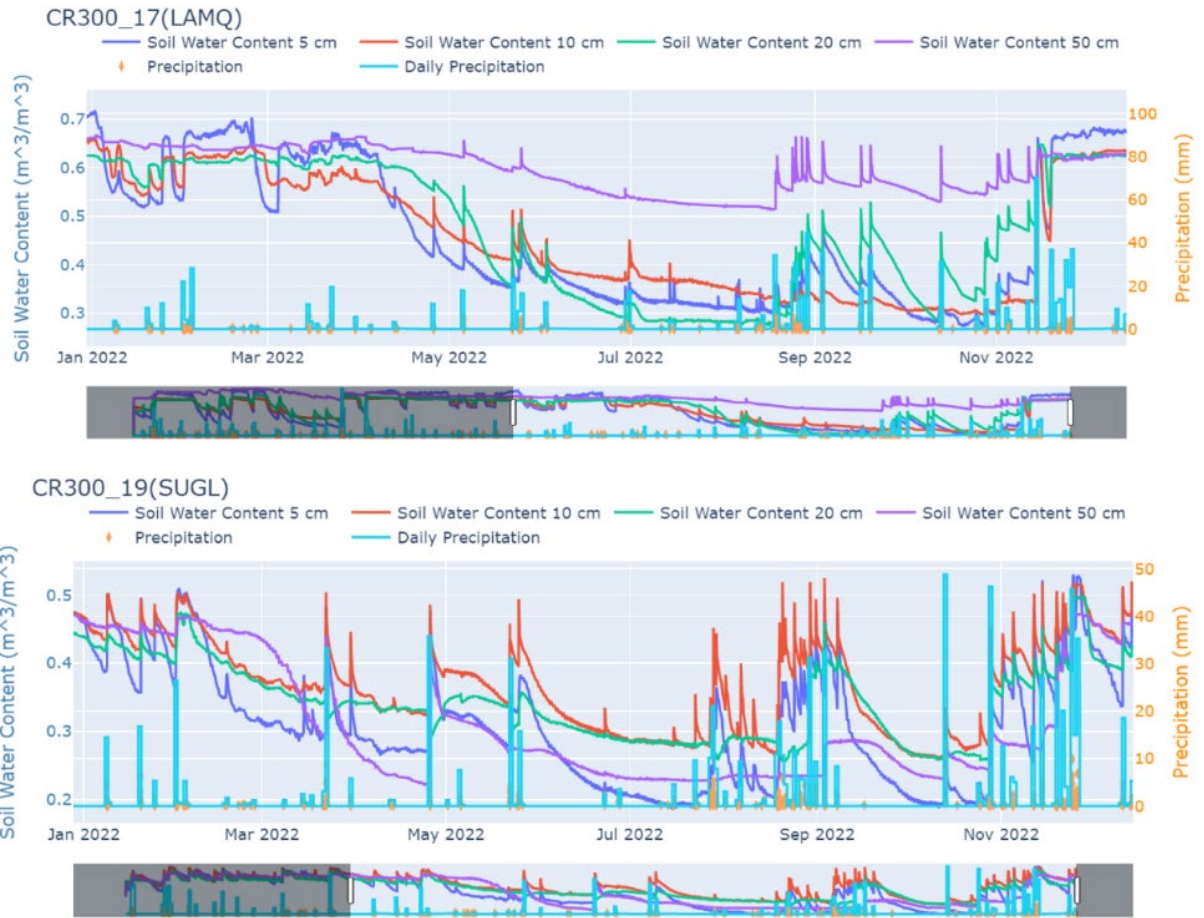 CR300_17(LAMQ)
Soil Water Content 5 cm Soil Water Content 10 cm Soil Water Content 20 cm Soil Water Content 50 cm
Precipitation Daily Precipitation
Soil Water Content (m^3/m^3)
0.7
0.6
0.5
0.4
0.3
100
80
60
40
20
0
Precipitation (mm)
Jan 2022 Mar 2022 May 2022 Jul 2022 Sep 2022 Nov 2022
CR300_19(SUGL)
Soil Water Content 5 cm Soil Water Content 10 cm Soil Water Content 20 cm Soil Water Content 50 cm
Precipitation Daily Precipitation
Soil Water Content (m^3/m^3)
0.5
0.4
0.3
0.2
50
40
30
20
10
0
Precipitation (mm)
Jan 2022 Mar 2022 May 2022 Jul 2022 Sep 2022 Nov 2022